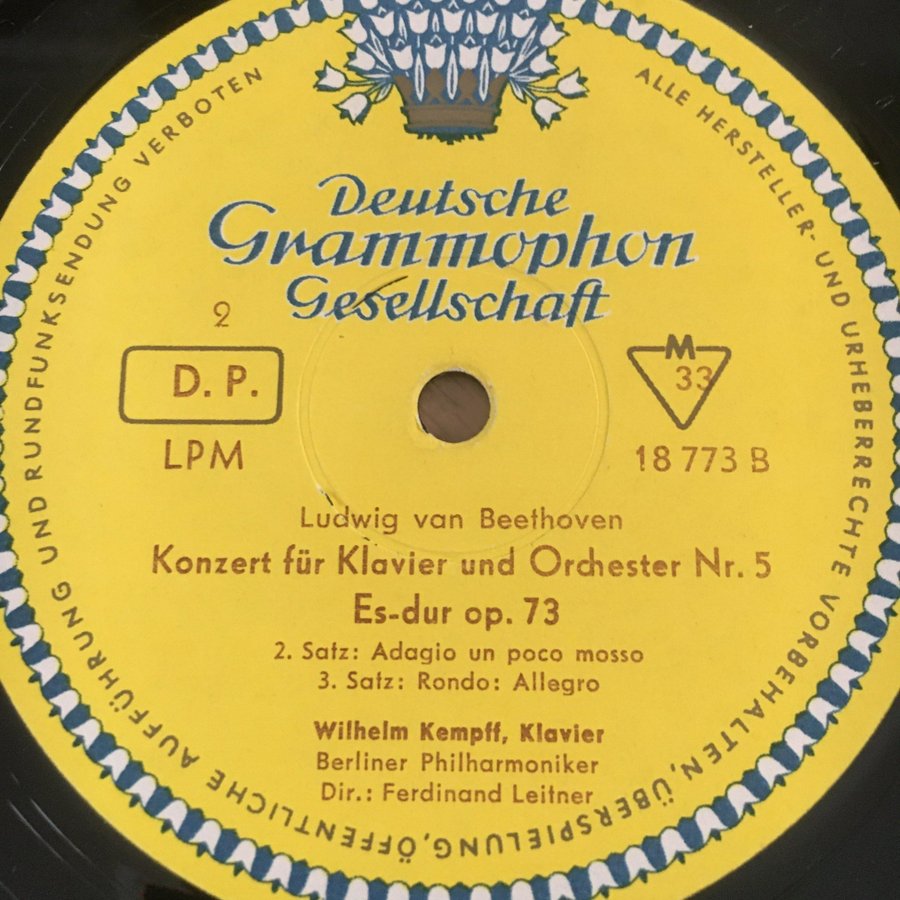 ALLE HERSTELLER- UND URHEBERRECHTE VORBEHALTEN, ÜBERSPIELUNG, ÖFFENTLICHE AUFFÜHRUNG UND RUNDFUNKSENDUNG VERBOTEN
Deutsche
Grammophon
Gesellschaft
2
D. P.
LPM
M
33
18 773 B
Ludwig van Beethoven
Konzert für Klavier und Orchester Nr. 5
Es-dur op. 73
2. Satz: Adagio un poco mosso
3. Satz: Rondo: Allegro
Wilhelm Kempff, Klavier
Berliner Philharmoniker
Dir.: Ferdinand Leitner